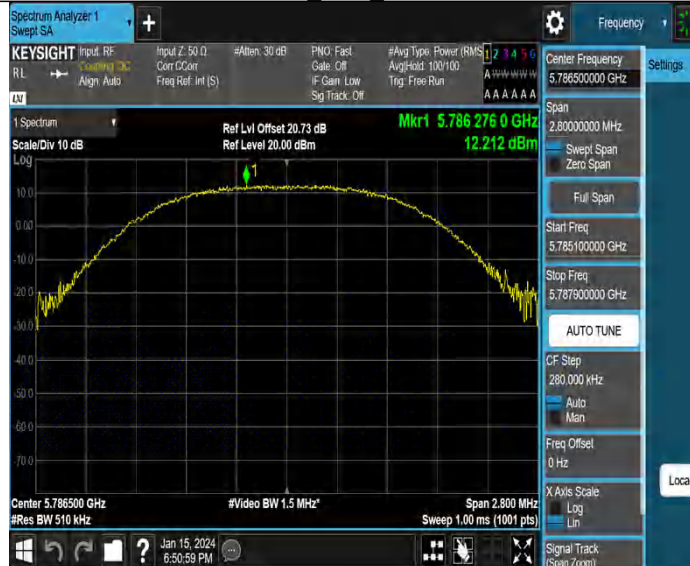 Spectrum Analyzer 1
Swept SA
Frequency
KEYSIGHT
Input: RF
Input Z: 50 Ω
#Atten: 30 dB
PNO: Fast
#Avg Type: Power (RMS
1 2 3 4 5 6
RL
Coupling: DC
Corr CCorr
Gate: Off
Avg|Hold: 100/100
A W W W W W
Align: Auto
Freq Ref: Int (S)
IF Gain: Low
Trig: Free Run
Sig Track: Off
A A A A A A
LXI
Center Frequency
5.786500000 GHz
Settings
Span
2.80000000 MHz
Swept Span
Zero Span
Full Span
Start Freq
5.785100000 GHz
Stop Freq
5.787900000 GHz
AUTO TUNE
CF Step
280.000 kHz
Auto
Man
Freq Offset
0 Hz
X Axis Scale
Log
Lin
Signal Track
(Span Zoom)
Loca
1 Spectrum
Scale/Div 10 dB
Ref Lvl Offset 20.73 dB
Ref Level 20.00 dBm
Mkr1 5.786 276 0 GHz
12.212 dBm
Log
1
10.0
0.00
-10.0
-20.0
-30.0
-40.0
-50.0
-60.0
-70.0
Center 5.786500 GHz
#Video BW 1.5 MHz*
Span 2.800 MHz
#Res BW 510 kHz
Sweep 1.00 ms (1001 pts)
?
Jan 15, 2024
6:50:59 PM